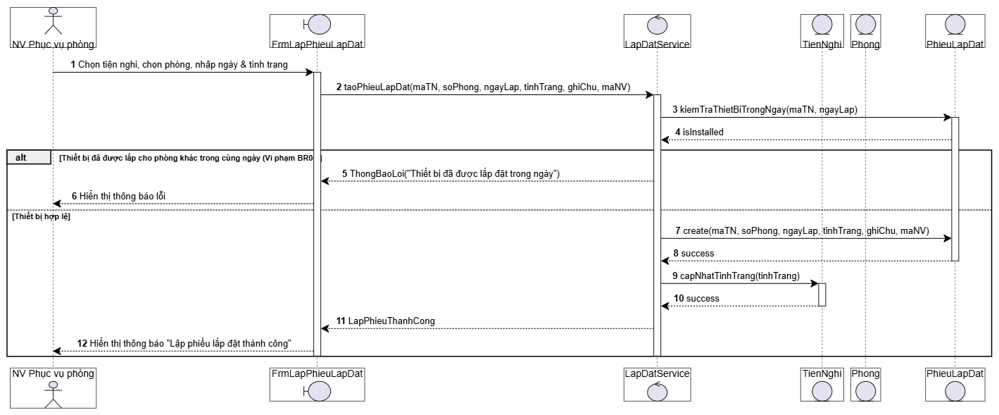 NV Phục vụ phòng
FrmLapPhieuLapDat
LapDatService
TienNghi
Phong
PhieuLapDat
1 Chọn tiện nghi, chọn phòng, nhập ngày & tình trạng
2 taoPhieuLapDat(maTN, soPhong, ngayLap, tinhTrang, ghiChu, maNV)
3 kiemTraThietBiTrongNgay(maTN, ngayLap)
4 isInstalled
alt
[Thiết bị đã được lắp cho phòng khác trong cùng ngày (Vi phạm
5 ThongBaoLoi("Thiết bị đã được lắp đặt trong ngày")
6 Hiển thị thông báo lỗi
[Thiết bị hợp lệ]
7 create(maTN, soPhong, ngayLap, tinhTrang, ghiChu, maNV)
8 success
9 capNhatTinhTrang(tinhTrang)
10 success
11 LapPhieuThanhCong
12 Hiển thị thông báo "Lập phiếu lắp đặt thành công"
NV Phục vụ phòng
FrmLapPhieuLapDat
LapDatService
TienNghi
Phong
PhieuLapDat